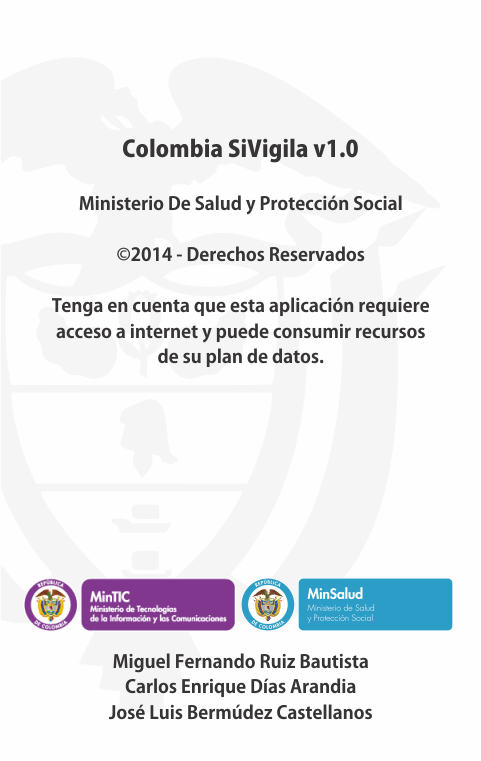 Colombia SiVigila v1.0
Ministerio De Salud y Protección Social
©2014 - Derechos Reservados
Tenga en cuenta que esta aplicación requiere
acceso a internet y puede consumir recursos
de su plan de datos.
REPÚBLICA
DE COLOMBIA
MinTIC
Ministerio de Tecnologías
de la Información y las Comunicaciones
REPÚBLICA
DE COLOMBIA
MinSalud
Ministerio de Salud
y Protección Social
Miguel Fernando Ruiz Bautista
Carlos Enrique Días Arandia
José Luis Bermúdez Castellanos